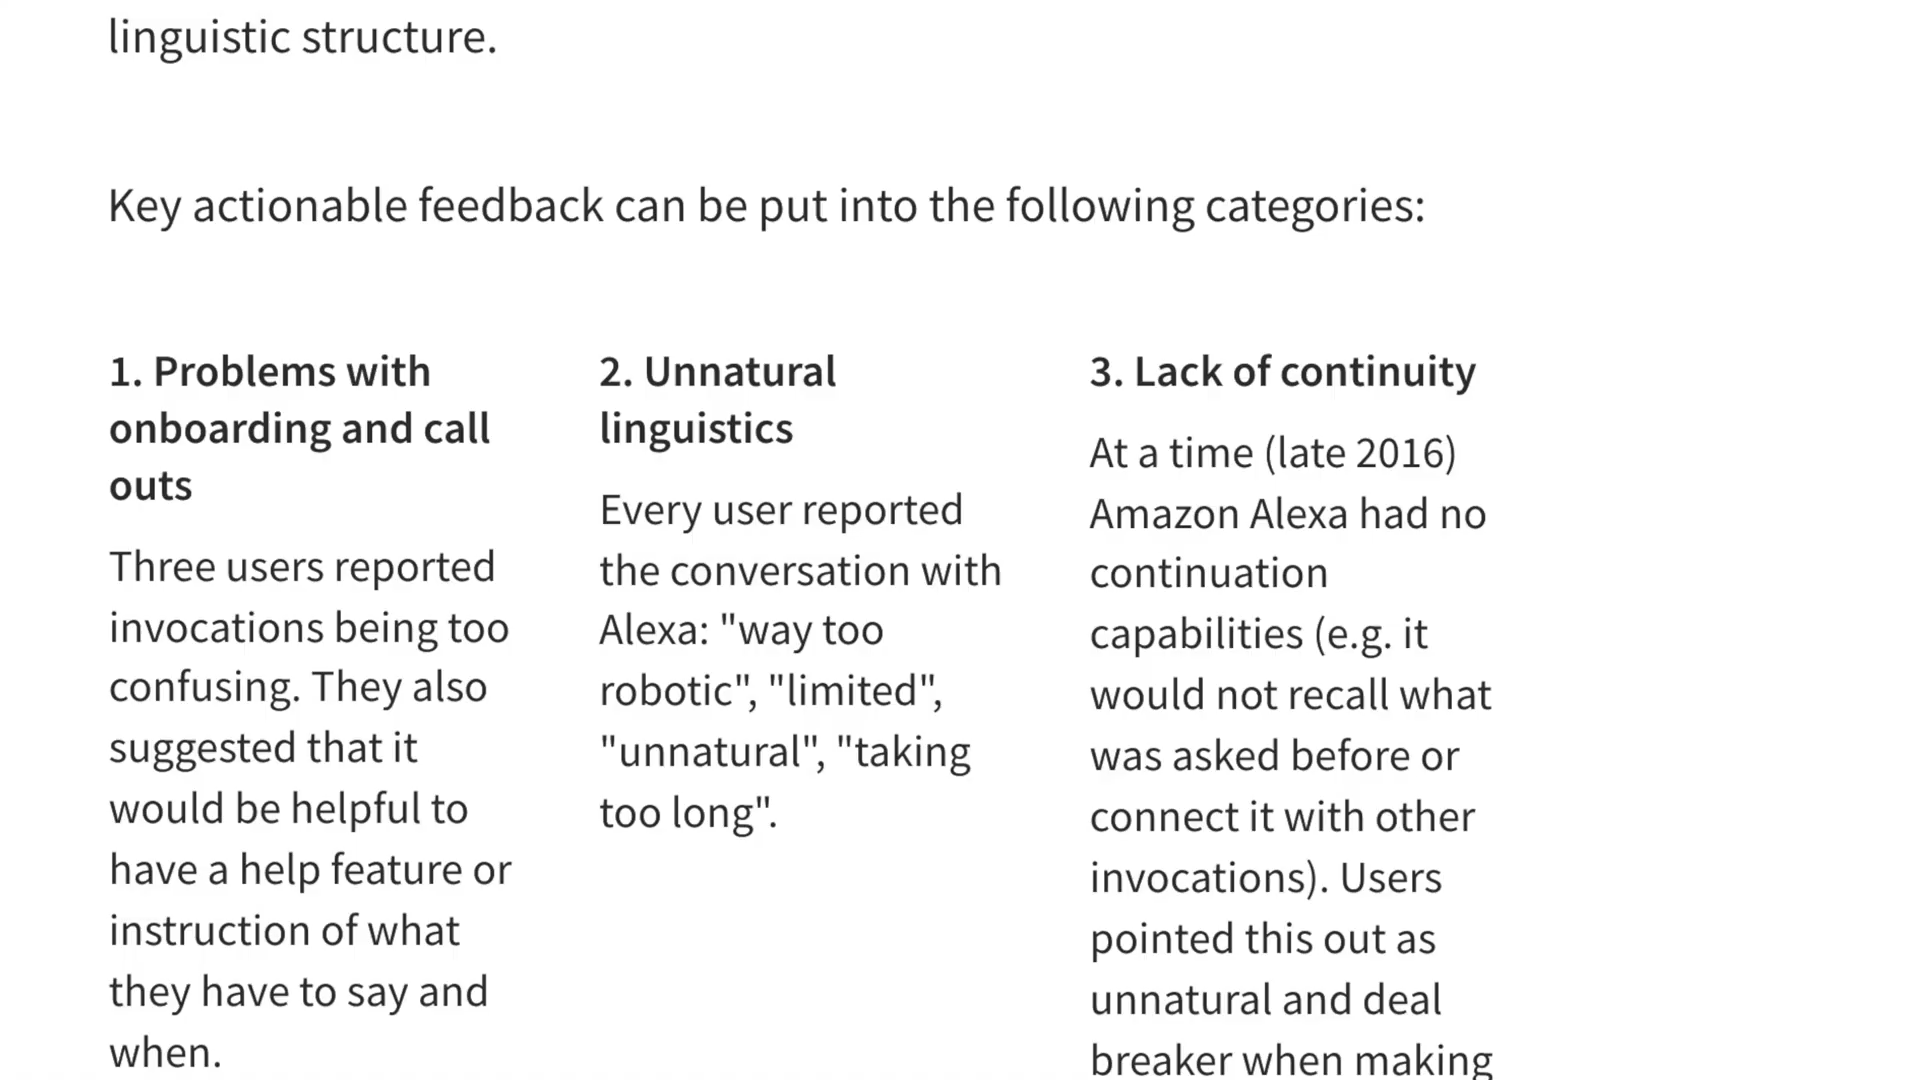 linguistic structure.
Key actionable feedback can be put into the following categories:
1. Problems with
onboarding and call
outs
Three users reported
invocations being too
confusing. They also
suggested that it
would be helpful to
have a help feature or
instruction of what
they have to say and
when.
2. Unnatural
linguistics
Every user reported
the conversation with
Alexa: "way too
robotic", "limited",
"unnatural", "taking
too long".
3. Lack of continuity
At a time (late 2016)
Amazon Alexa had no
continuation
capabilities (e.g. it
would not recall what
was asked before or
connect it with other
invocations). Users
pointed this out as
unnatural and deal
breaker when making